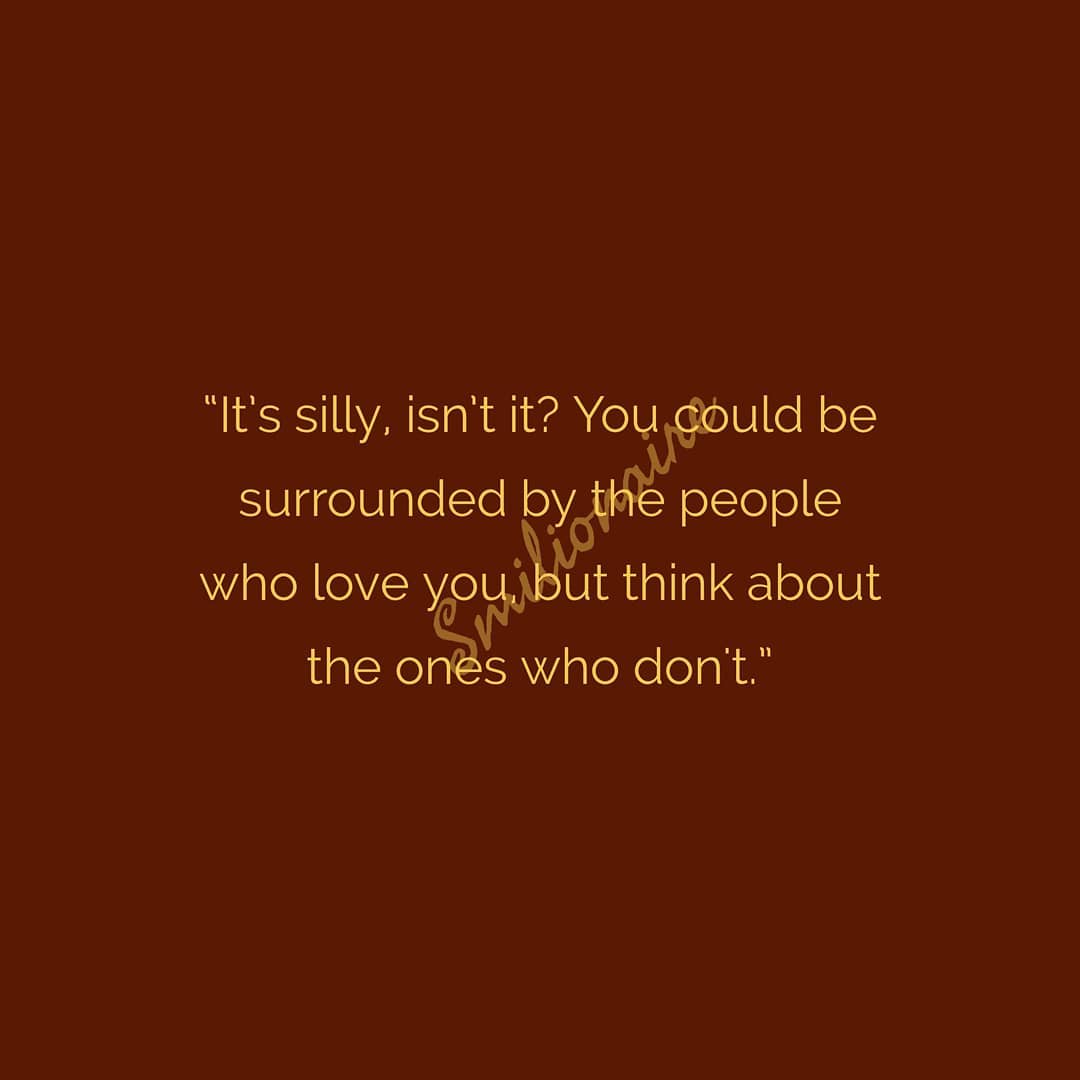 “It’s silly, isn’t it? You could be
surrounded by the people
who love you, but think about
the ones who don't.”
Smilionaire